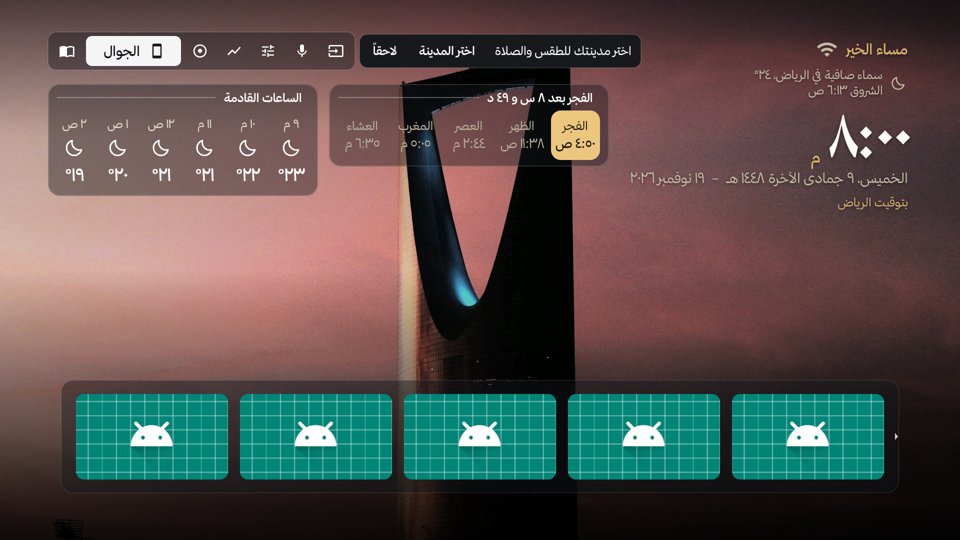 مساء الخير
سماء صافية في الرياض، ٢٤°
الشروق ٦:١٣ ص
٨:٠٠ م
الخميس، ٩ جمادى الآخرة ١٤٤٨ هـ – ١٩ نوفمبر ٢٠٢٦
بتوقيت الرياض
اختر مدينتك للطقس والصلاة اختر المدينة لاحقاً
الجوال
الفجر بعد ٨ س و ٤٩ د
الفجر الظهر العصر المغرب العشاء
٤:٥٠ ص ١١:٣٨ ص ٢:٤٤ م ٥:٠٥ م ٦:٣٥ م
الساعات القادمة
٩ م ١٠ م ١١ م ١٢ ص ١ ص ٢ ص
٢٣° ٢٢° ٢١° ٢١° ٢٠° ١٩°